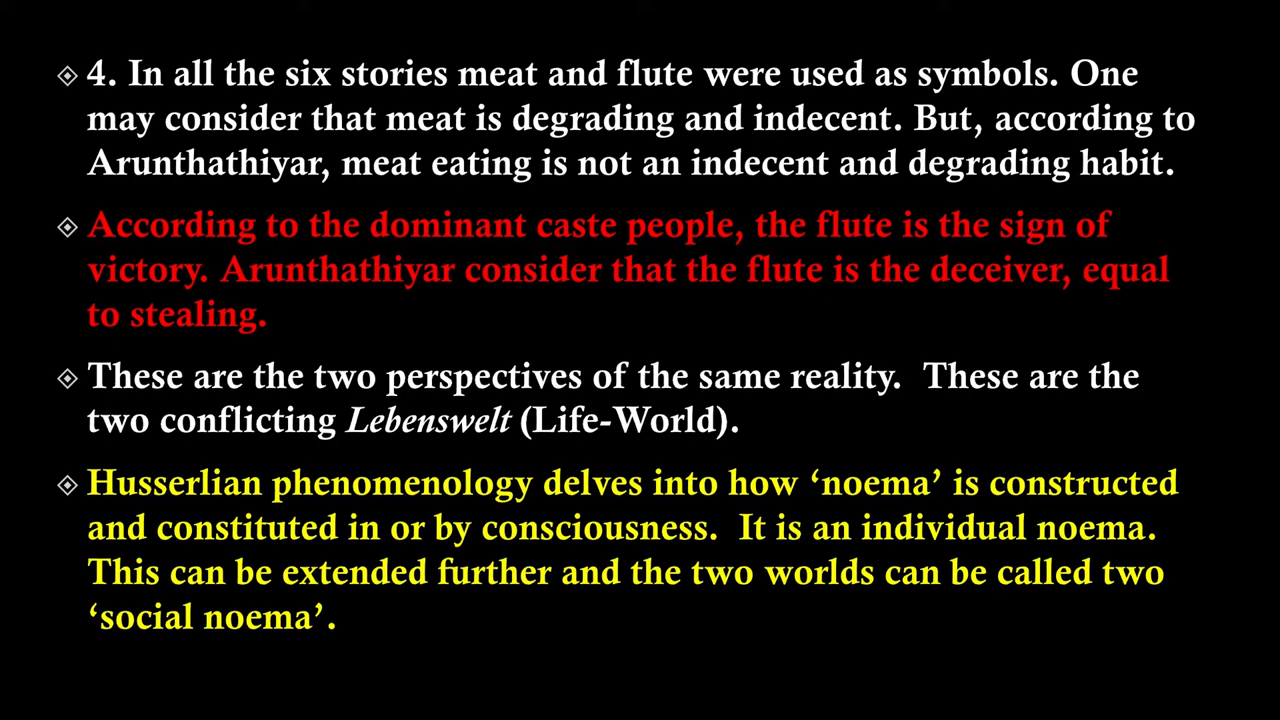 4. In all the six stories meat and flute were used as symbols. One
may consider that meat is degrading and indecent. But, according to
Arunthathiyar, meat eating is not an indecent and degrading habit.
According to the dominant caste people, the flute is the sign of
victory. Arunthathiyar consider that the flute is the deceiver, equal
to stealing.
These are the two perspectives of the same reality.  These are the
two conflicting Lebenswelt (Life-World).
Husserlian phenomenology delves into how ‘noema’ is constructed
and constituted in or by consciousness.  It is an individual noema.
This can be extended further and the two worlds can be called two
‘social noema’.